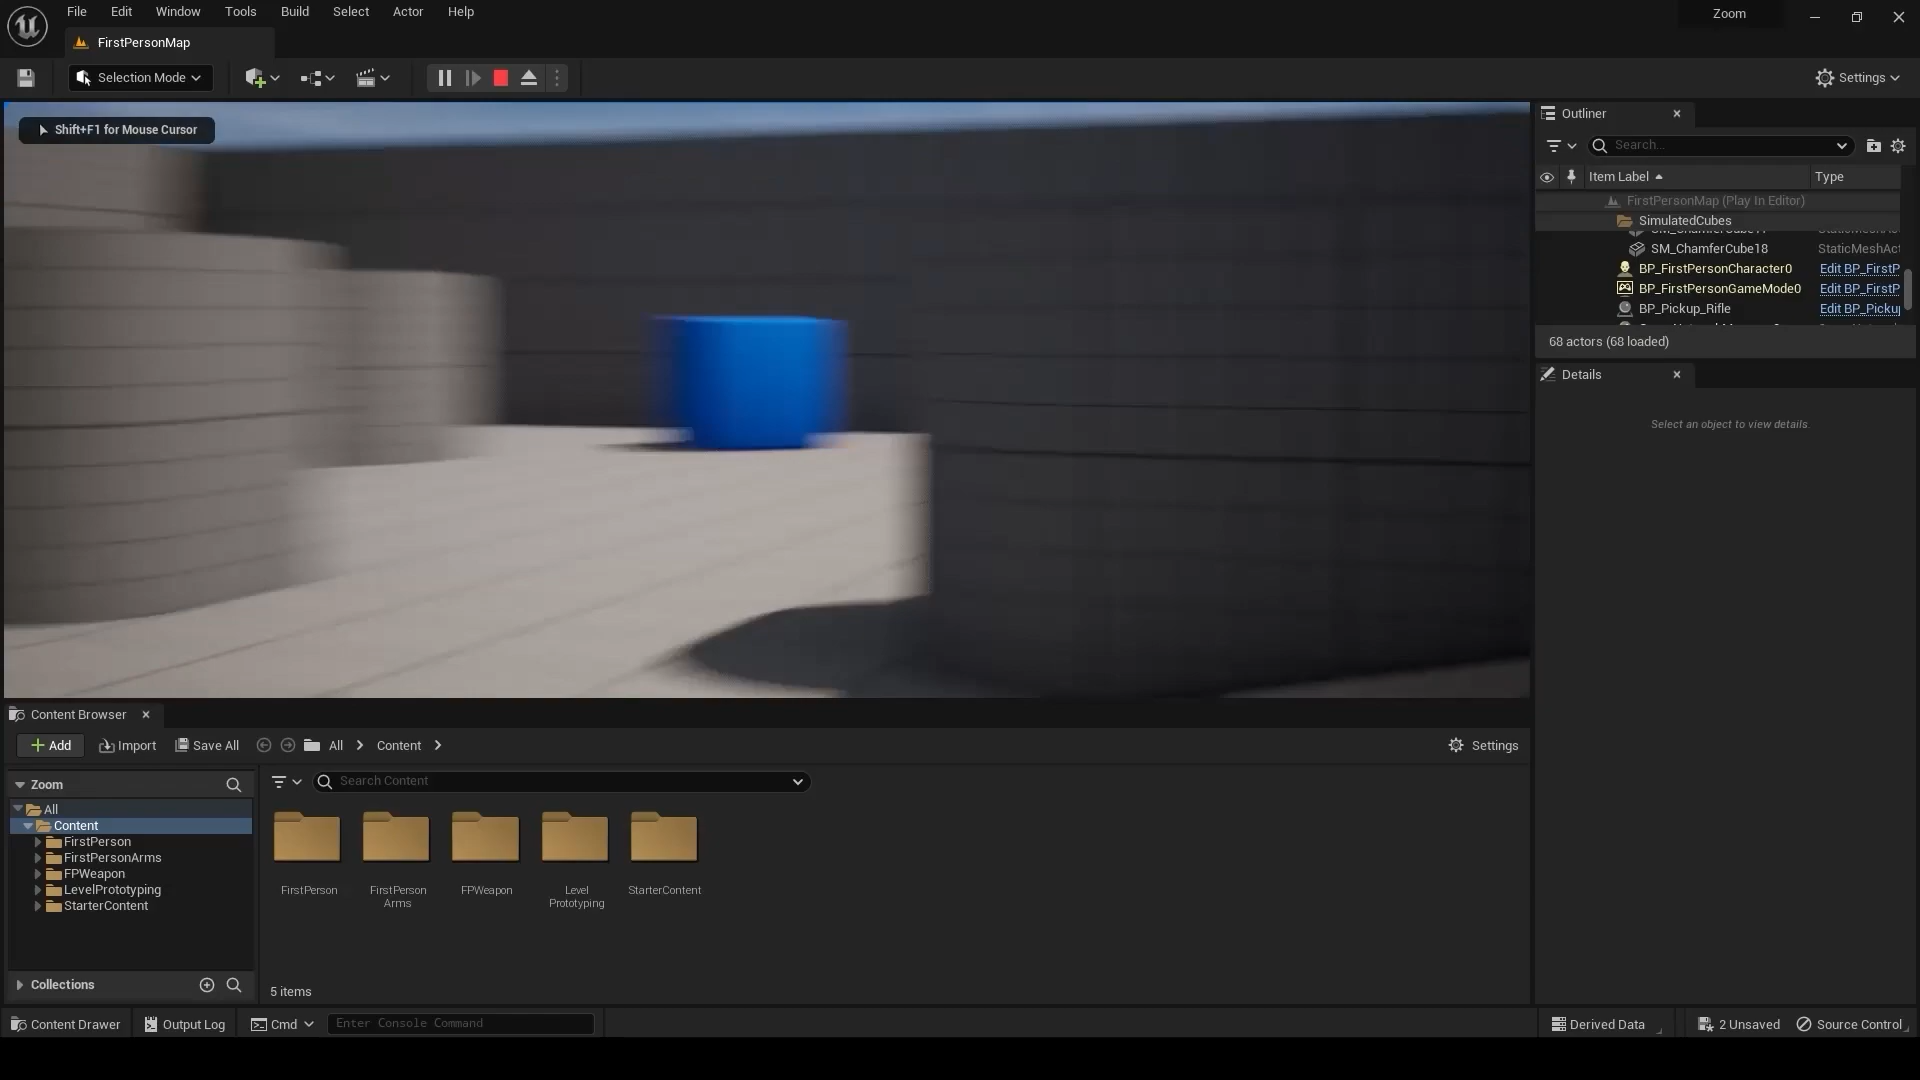 File Edit Window Tools Build Select Actor Help
Zoom
FirstPersonMap
Selection Mode
Settings
Shift+F1 for Mouse Cursor
Outliner
Search...
Item Label Type
FirstPersonMap (Play In Editor)
SimulatedCubes
SM_ChamferCube18 StaticMeshAct
BP_FirstPersonCharacter0 Edit BP_FirstP
BP_FirstPersonGameMode0 Edit BP_FirstP
BP_Pickup_Rifle Edit BP_Picku
68 actors (68 loaded)
Details
Select an object to view details.
Content Browser
Add Import Save All All Content Settings
Zoom
Search Content
All
Content
FirstPerson
FirstPersonArms
FPWeapon
LevelPrototyping
StarterContent
FirstPerson
FirstPerson
Arms
FPWeapon
Level
Prototyping
StarterContent
Collections
5 items
Content Drawer Output Log Cmd Enter Console Command Derived Data 2 Unsaved Source Control